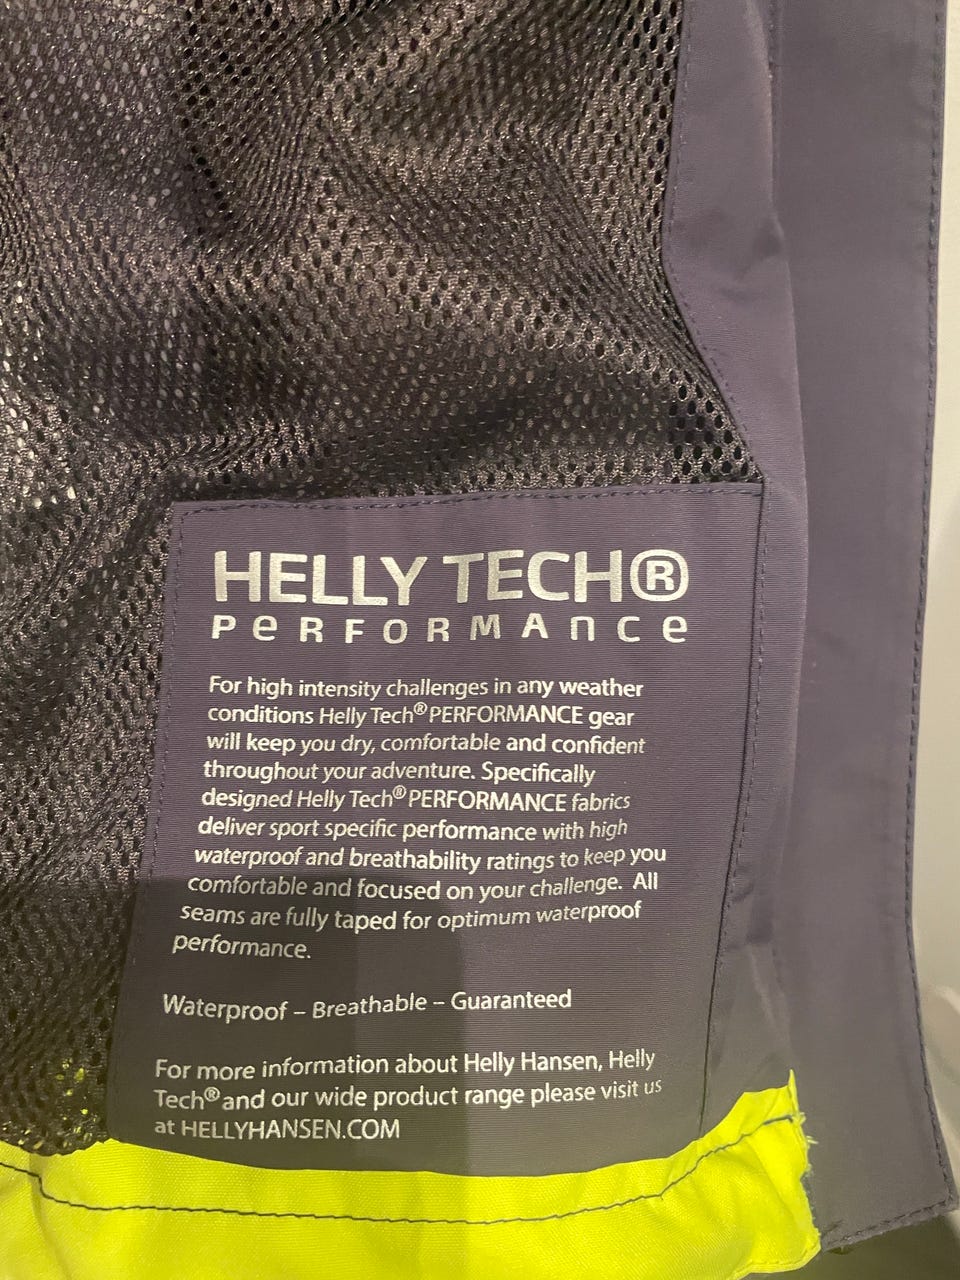 HELLY TECH®
PeRFORMAnce
For high intensity challenges in any weather
conditions Helly Tech® PERFORMANCE gear
will keep you dry, comfortable and confident
throughout your adventure. Specifically
designed Helly Tech® PERFORMANCE fabrics
deliver sport specific performance with high
waterproof and breathability ratings to keep you
comfortable and focused on your challenge. All
seams are fully taped for optimum waterproof
performance.
Waterproof – Breathable – Guaranteed
For more information about Helly Hansen, Helly
Tech® and our wide product range please visit us
at HELLYHANSEN.COM